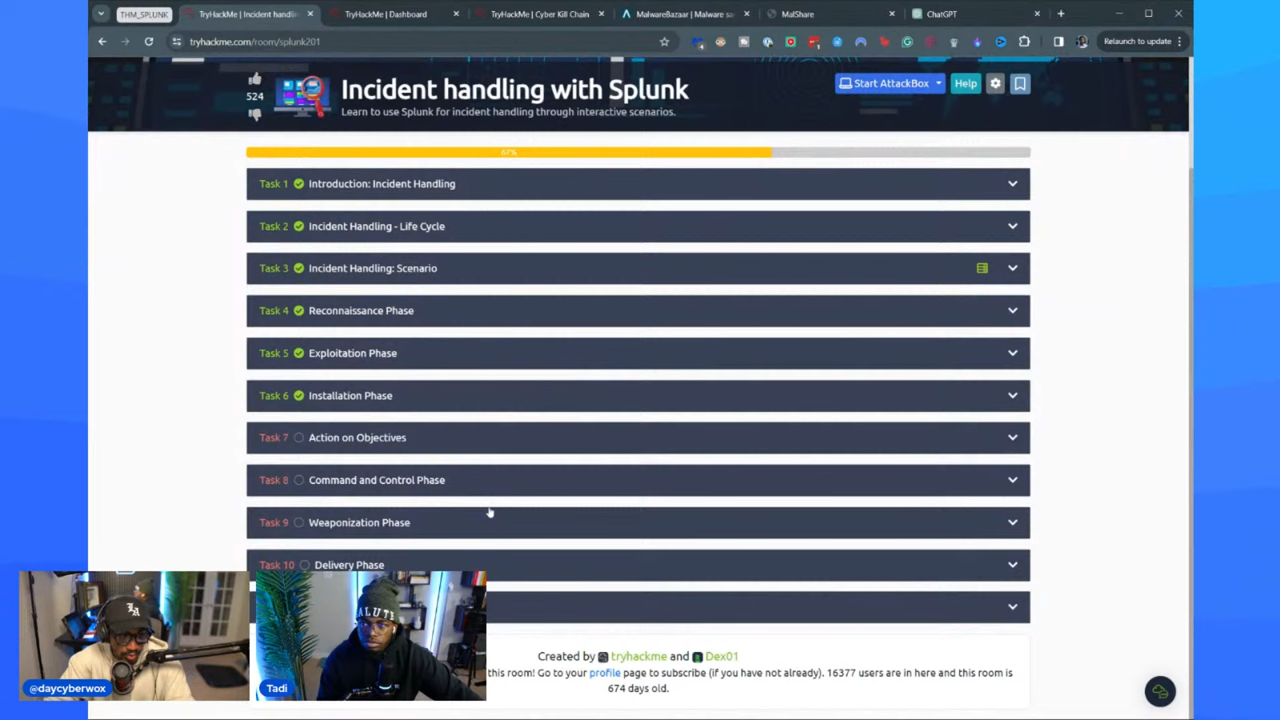 THM_SPLUNK
TryHackMe | Incident handlin
TryHackMe | Dashboard
TryHackMe | Cyber Kill Chain
MalwareBazaar | Malware sa
MalShare
ChatGPT
tryhackme.com/room/splunk201
Relaunch to update
524
Incident handling with Splunk
Learn to use Splunk for incident handling through interactive scenarios.
Start AttackBox
Help
67%
Task 1 Introduction: Incident Handling
Task 2 Incident Handling - Life Cycle
Task 3 Incident Handling: Scenario
Task 4 Reconnaissance Phase
Task 5 Exploitation Phase
Task 6 Installation Phase
Task 7 Action on Objectives
Task 8 Command and Control Phase
Task 9 Weaponization Phase
Task 10 Delivery Phase
Created by tryhackme and Dex01
this room! Go to your profile page to subscribe (if you have not already). 16377 users are in here and this room is
674 days old.
LA
ALUTE
@daycyberwox
Tadi